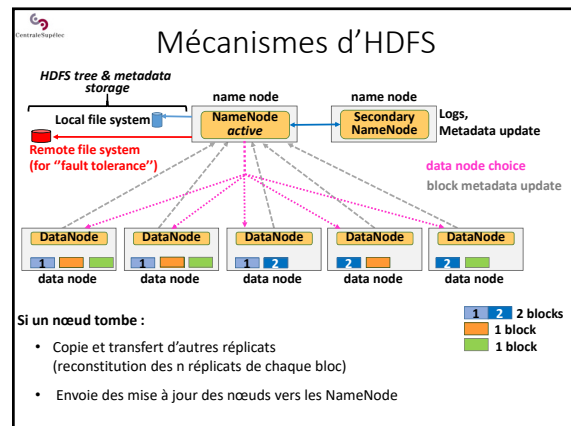 CentraleSupélec
Mécanismes d'HDFS
HDFS tree & metadata
storage
Local file system
Remote file system
(for "fault tolerance")
name node
NameNode
active
name node
Secondary
NameNode
Logs,
Metadata update
data node choice
block metadata update
DataNode
1
data node
DataNode
1
data node
DataNode
1 2
data node
DataNode
2
data node
DataNode
2
data node
1 2 2 blocks
1 block
1 block
Si un nœud tombe :
• Copie et transfert d'autres réplicats
(reconstitution des n réplicats de chaque bloc)
• Envoie des mise à jour des nœuds vers les NameNode